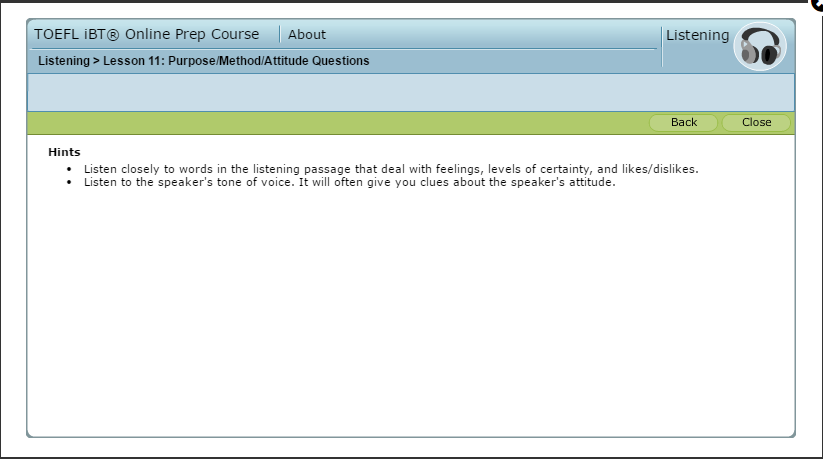 TOEFL iBT® Online Prep Course
About
Listening
Listening > Lesson 11: Purpose/Method/Attitude Questions
Back
Close
Hints
• Listen closely to words in the listening passage that deal with feelings, levels of certainty, and likes/dislikes.
• Listen to the speaker's tone of voice. It will often give you clues about the speaker's attitude.